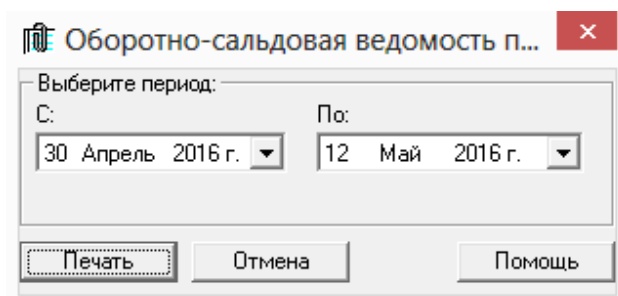 Оборотно-сальдовая ведомость п...
Выберите период:
С: По:
30 Апрель 2016 г. 12 Май 2016 г.
Печать Отмена Помощь